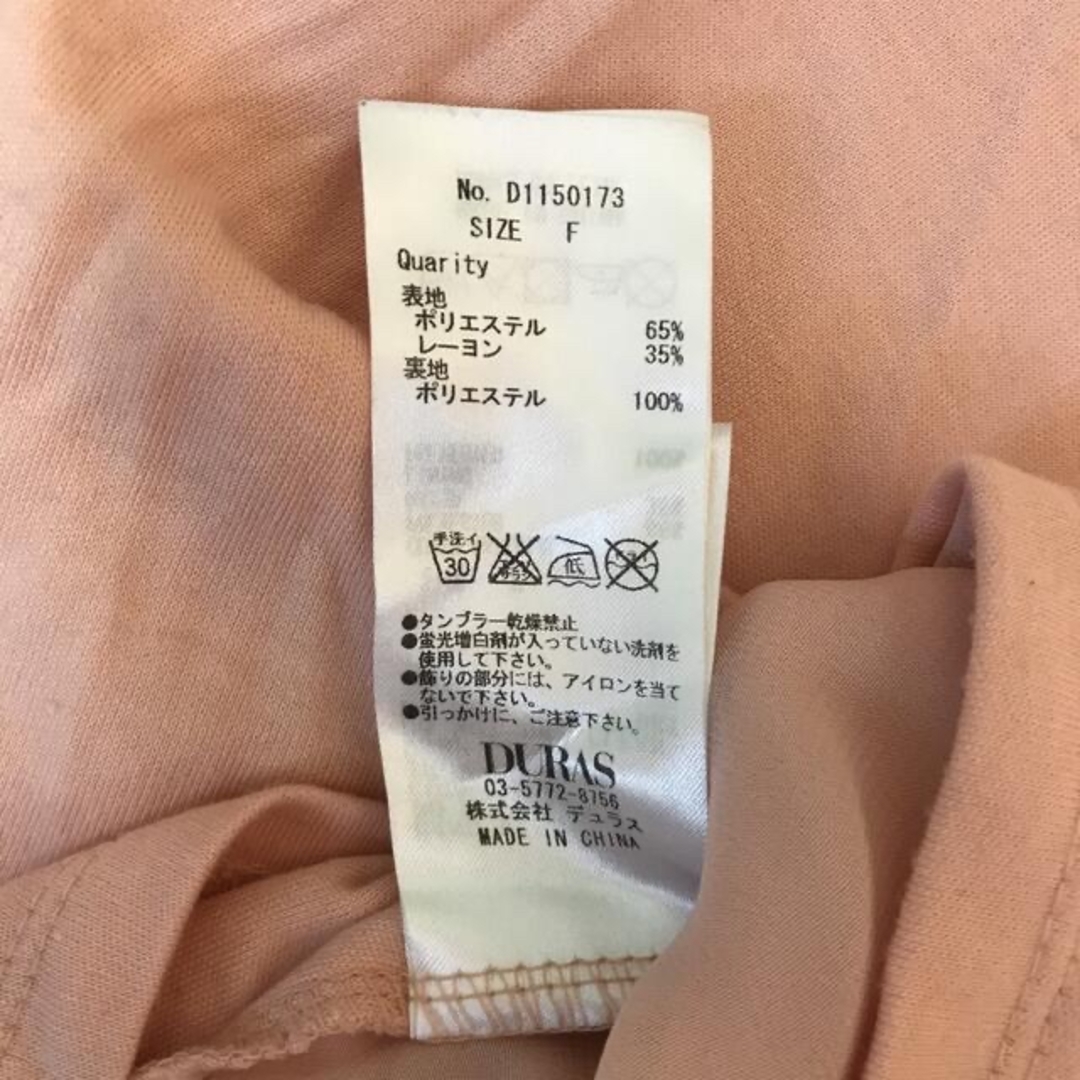 No. D1150173
SIZE F
Quarity
表地
ポリエステル 65%
レーヨン 35%
裏地
ポリエステル 100%
手洗イ
30
低
●タンブラー乾燥禁止
●蛍光増白剤が入っていない洗剤を
使用して下さい。
●飾りの部分には、アイロンを当て
ないで下さい。
●引っかけに、ご注意下さい。
DURAS
03-5772-8756
株式会社 デュラス
MADE IN CHINA